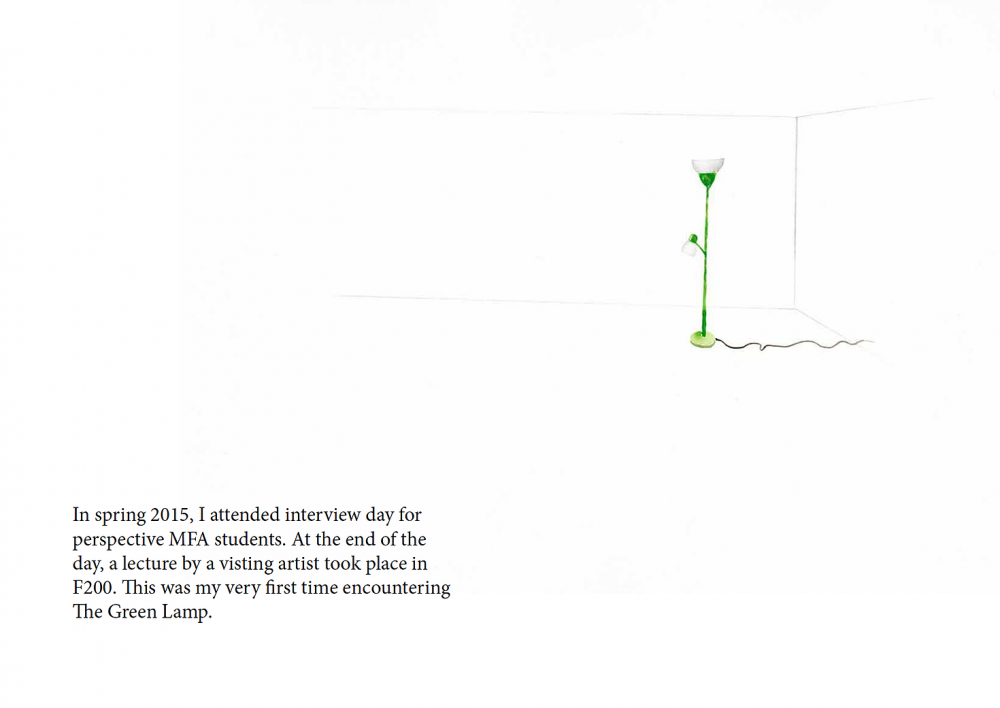 In spring 2015, I attended interview day for
perspective MFA students. At the end of the
day, a lecture by a visting artist took place in
F200. This was my very first time encountering
The Green Lamp.